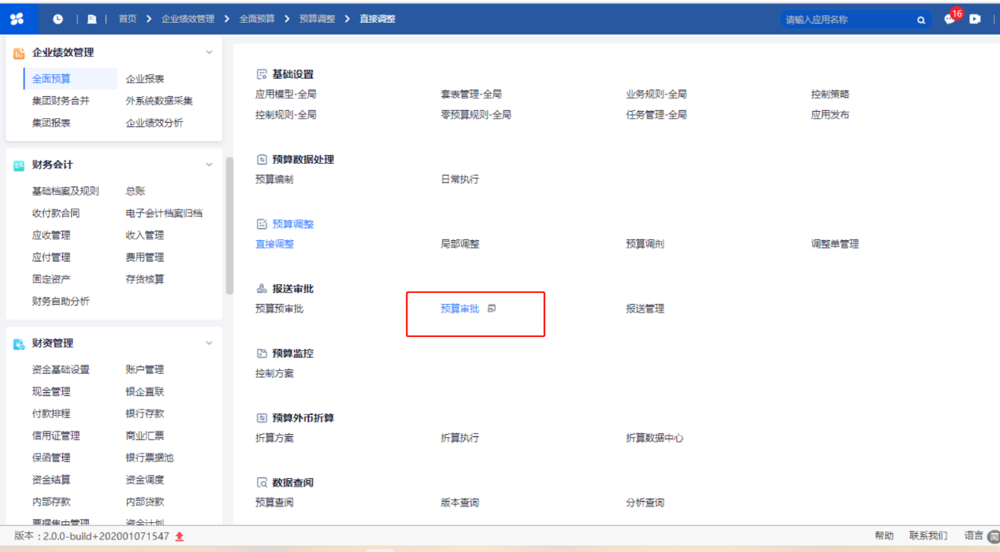 首页 企业绩效管理 全面预算 预算调整 直接调整 请输入应用名称 16
企业绩效管理
全面预算 企业报表
集团财务合并 外系统数据采集
集团报表 企业绩效分析
财务会计
基础档案及规则 总账
收付款合同 电子会计档案归档
应收管理 收入管理
应付管理 费用管理
固定资产 存货核算
财务自助分析
财资管理
资金基础设置 账户管理
现金管理 银企直联
付款排程 银行存款
信用证管理 商业汇票
保函管理 银行票据池
资金结算 资金调度
内部存款 内部贷款
票据集中管理 资金计划
基础设置
应用模型-全局 套表管理-全局 业务规则-全局 控制策略
控制规则-全局 零预算规则-全局 任务管理-全局 应用发布
预算数据处理
预算编制 日常执行
预算调整
直接调整 局部调整 预算调剂 调整单管理
报送审批
预算预审批 预算审批 报送管理
预算监控
控制方案
预算外币折算
折算方案 折算执行 折算数据中心
数据查阅
预算查阅 版本查询 分析查询
版本：2.0.0-build+202001071547 帮助 联系我们 语言 简